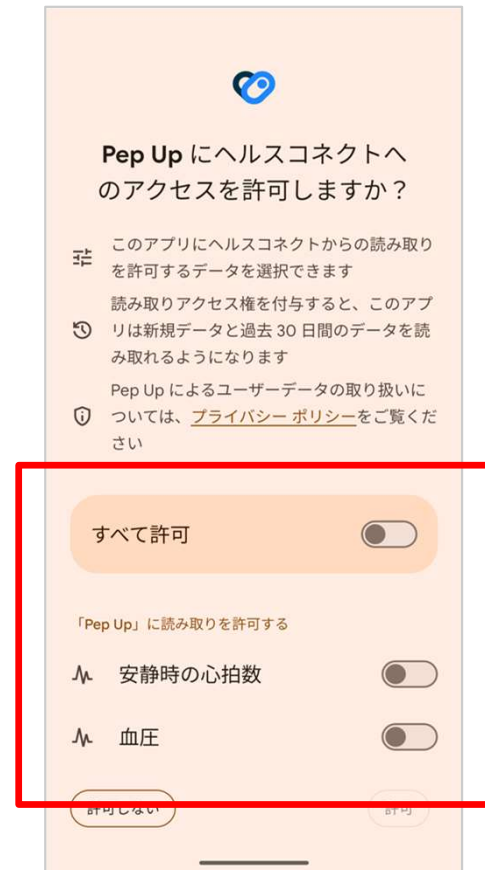 Pep Up にヘルスコネクトへ
のアクセスを許可しますか？
このアプリにヘルスコネクトからの読み取り
を許可するデータを選択できます
読み取りアクセス権を付与すると、このアプ
リは新規データと過去 30 日間のデータを読
み取れるようになります
Pep Up によるユーザーデータの取り扱いに
ついては、プライバシー ポリシーをご覧くだ
さい
すべて許可
「Pep Up」に読み取りを許可する
安静時の心拍数
血圧
許可しない
許可